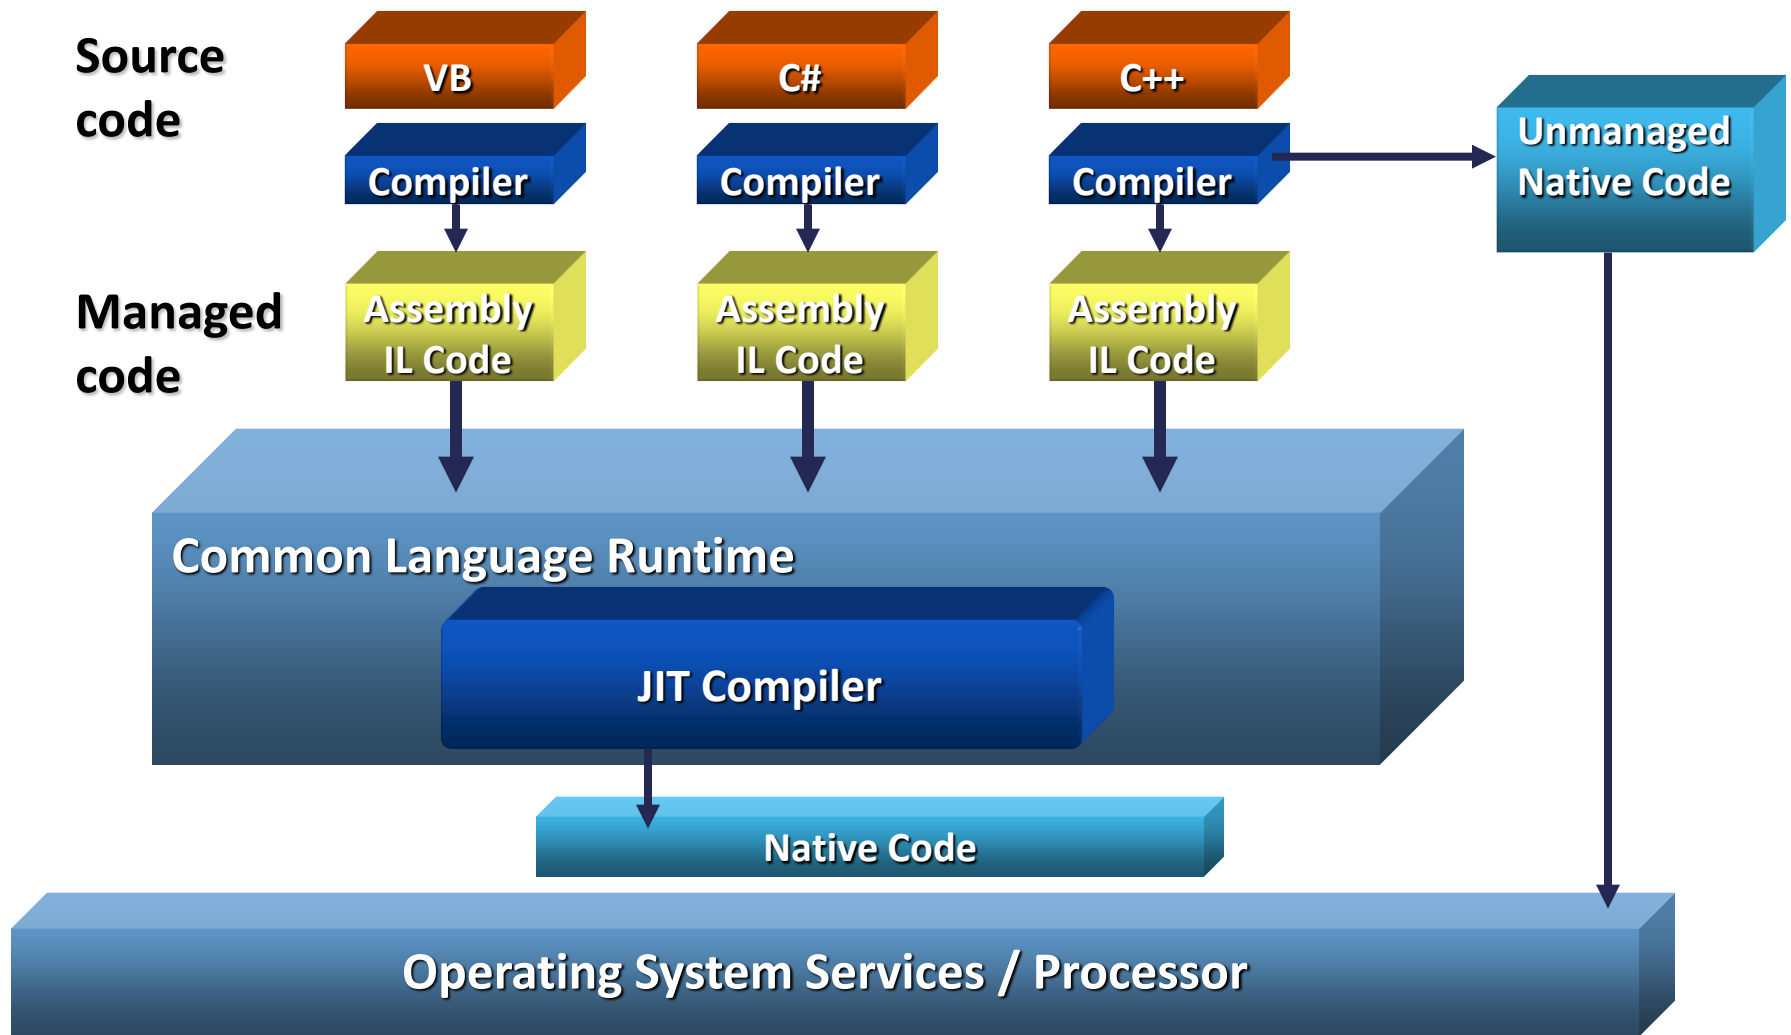 Source
code
VB
C#
C++
Compiler
Compiler
Compiler
Unmanaged
Native Code
Managed
code
Assembly
IL Code
Assembly
IL Code
Assembly
IL Code
Common Language Runtime
JIT Compiler
Native Code
Operating System Services / Processor